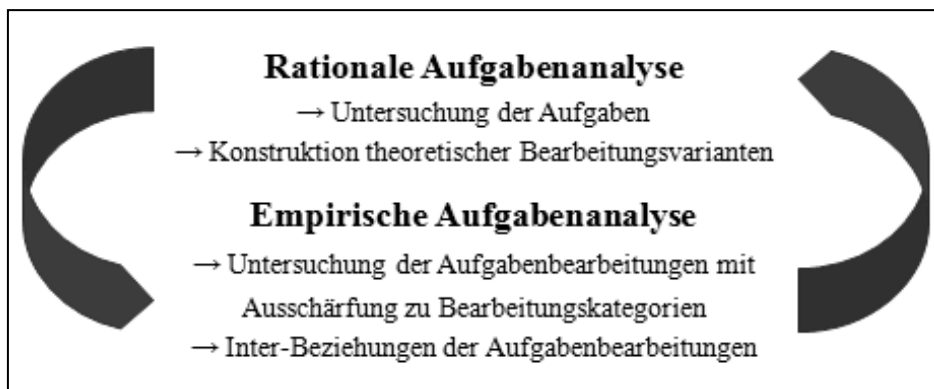 Rationale Aufgabenanalyse
→ Untersuchung der Aufgaben
→ Konstruktion theoretischer Bearbeitungsvarianten
Empirische Aufgabenanalyse
→ Untersuchung der Aufgabenbearbeitungen mit
Ausschärfung zu Bearbeitungskategorien
→ Inter-Beziehungen der Aufgabenbearbeitungen